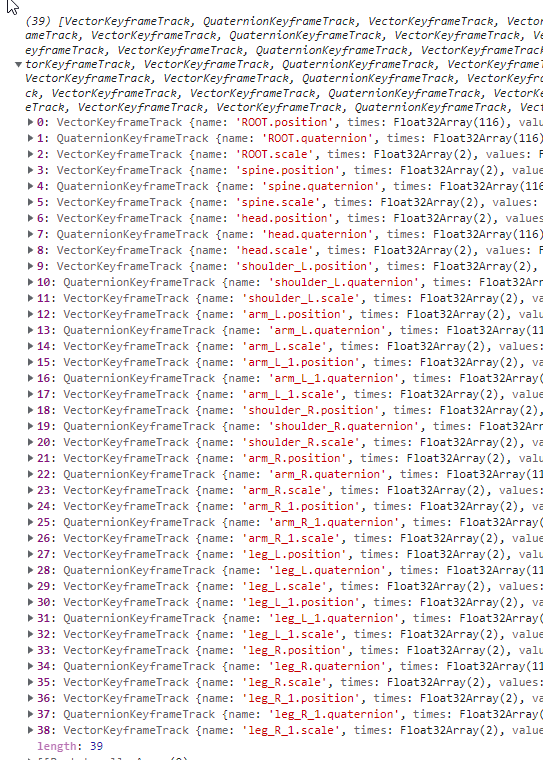 (39) [VectorKeyframeTrack, QuaternionKeyframeTrack, VectorKeyframeTrack, Vector
ameTrack, VectorKeyframeTrack, QuaternionKeyframeTrack, VectorKeyframeTrack, Ve
eyframeTrack, VectorKeyframeTrack, QuaternionKeyframeTrack, VectorKeyframeTrack
torKeyframeTrack, VectorKeyframeTrack, QuaternionKeyframeTrack, VectorKeyframeT
VectorKeyframeTrack, VectorKeyframeTrack, QuaternionKeyframeTrack, VectorKeyfra
ck, VectorKeyframeTrack, VectorKeyframeTrack, QuaternionKeyframeTrack, VectorKe
eTrack, VectorKeyframeTrack, VectorKeyframeTrack, QuaternionKeyframeTrack, Vect
0: VectorKeyframeTrack {name: 'ROOT.position', times: Float32Array(116), valu
1: QuaternionKeyframeTrack {name: 'ROOT.quaternion', times: Float32Array(116)
2: VectorKeyframeTrack {name: 'ROOT.scale', times: Float32Array(2), values: F
3: VectorKeyframeTrack {name: 'spine.position', times: Float32Array(2), value
4: QuaternionKeyframeTrack {name: 'spine.quaternion', times: Float32Array(116
5: VectorKeyframeTrack {name: 'spine.scale', times: Float32Array(2), values:
6: VectorKeyframeTrack {name: 'head.position', times: Float32Array(2), values
7: QuaternionKeyframeTrack {name: 'head.quaternion', times: Float32Array(116)
8: VectorKeyframeTrack {name: 'head.scale', times: Float32Array(2), values: F
9: VectorKeyframeTrack {name: 'shoulder_L.position', times: Float32Array(2),
10: QuaternionKeyframeTrack {name: 'shoulder_L.quaternion', times: Float32Arr
11: VectorKeyframeTrack {name: 'shoulder_L.scale', times: Float32Array(2), va
12: VectorKeyframeTrack {name: 'arm_L.position', times: Float32Array(2), valu
13: QuaternionKeyframeTrack {name: 'arm_L.quaternion', times: Float32Array(11
14: VectorKeyframeTrack {name: 'arm_L.scale', times: Float32Array(2), values:
15: VectorKeyframeTrack {name: 'arm_L_1.position', times: Float32Array(2), va
16: QuaternionKeyframeTrack {name: 'arm_L_1.quaternion', times: Float32Array(
17: VectorKeyframeTrack {name: 'arm_L_1.scale', times: Float32Array(2), value
18: VectorKeyframeTrack {name: 'shoulder_R.position', times: Float32Array(2),
19: QuaternionKeyframeTrack {name: 'shoulder_R.quaternion', times: Float32Arr
20: VectorKeyframeTrack {name: 'shoulder_R.scale', times: Float32Array(2), va
21: VectorKeyframeTrack {name: 'arm_R.position', times: Float32Array(2), valu
22: QuaternionKeyframeTrack {name: 'arm_R.quaternion', times: Float32Array(11
23: VectorKeyframeTrack {name: 'arm_R.scale', times: Float32Array(2), values:
24: VectorKeyframeTrack {name: 'arm_R_1.position', times: Float32Array(2), va
25: QuaternionKeyframeTrack {name: 'arm_R_1.quaternion', times: Float32Array(
26: VectorKeyframeTrack {name: 'arm_R_1.scale', times: Float32Array(2), value
27: VectorKeyframeTrack {name: 'leg_L.position', times: Float32Array(2), valu
28: QuaternionKeyframeTrack {name: 'leg_L.quaternion', times: Float32Array(11
29: VectorKeyframeTrack {name: 'leg_L.scale', times: Float32Array(2), values:
30: VectorKeyframeTrack {name: 'leg_L_1.position', times: Float32Array(2), va
31: QuaternionKeyframeTrack {name: 'leg_L_1.quaternion', times: Float32Array(
32: VectorKeyframeTrack {name: 'leg_L_1.scale', times: Float32Array(2), value
33: VectorKeyframeTrack {name: 'leg_R.position', times: Float32Array(2), valu
34: QuaternionKeyframeTrack {name: 'leg_R.quaternion', times: Float32Array(11
35: VectorKeyframeTrack {name: 'leg_R.scale', times: Float32Array(2), values:
36: VectorKeyframeTrack {name: 'leg_R_1.position', times: Float32Array(2), va
37: QuaternionKeyframeTrack {name: 'leg_R_1.quaternion', times: Float32Array(
38: VectorKeyframeTrack {name: 'leg_R_1.scale', times: Float32Array(2), value
length: 39